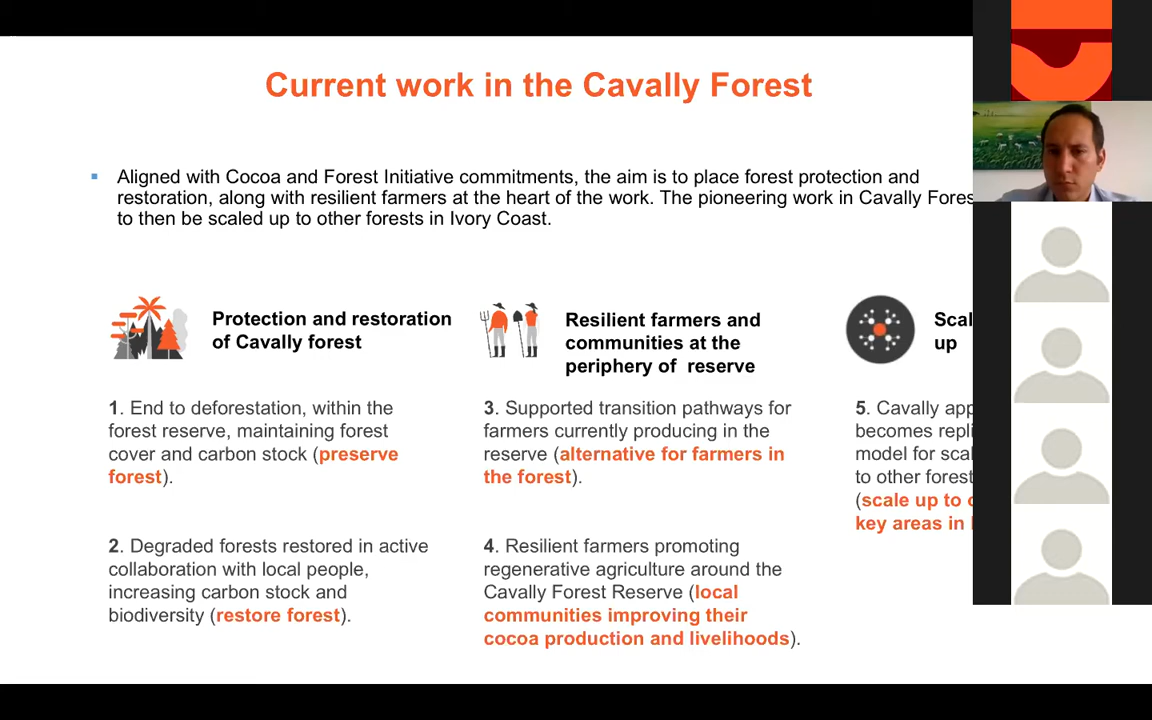 Current work in the Cavally Forest
Aligned with Cocoa and Forest Initiative commitments, the aim is to place forest protection and
restoration, along with resilient farmers at the heart of the work. The pioneering work in Cavally
to then be scaled up to other forests in Ivory Coast.
Protection and restoration
of Cavally forest
1. End to deforestation, within the
forest reserve, maintaining forest
cover and carbon stock (preserve
forest).
2. Degraded forests restored in active
collaboration with local people,
increasing carbon stock and
biodiversity (restore forest).
Resilient farmers and
communities at the
periphery of reserve
3. Supported transition pathways for
farmers currently producing in the
reserve (alternative for farmers in
the forest).
4. Resilient farmers promoting
regenerative agriculture around the
Cavally Forest Reserve (local
communities improving their
cocoa production and livelihoods).
up
5. Cavally
becomes
model for
to other
(scale up to
key areas in